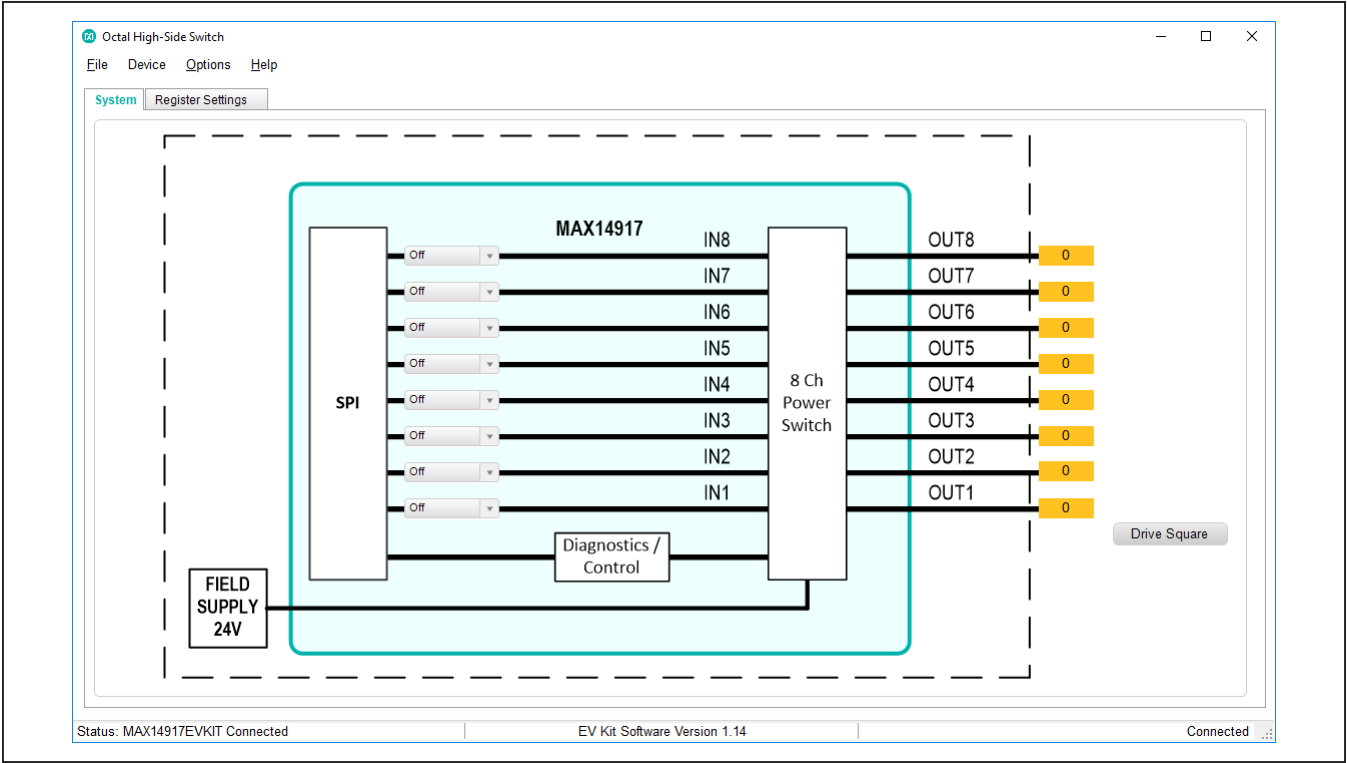 Octal High-Side Switch
File Device Options Help
System Register Settings
MAX14917
IN8 OUT8
Off 0
IN7 OUT7
Off 0
IN6 OUT6
Off 0
IN5 OUT5
Off 0
IN4 OUT4
Off 0
IN3 OUT3
Off 0
IN2 OUT2
Off 0
IN1 OUT1
Off 0
SPI
8 Ch
Power
Switch
Drive Square
Diagnostics /
Control
FIELD
SUPPLY
24V
Status: MAX14917EVKIT Connected EV Kit Software Version 1.14 Connected